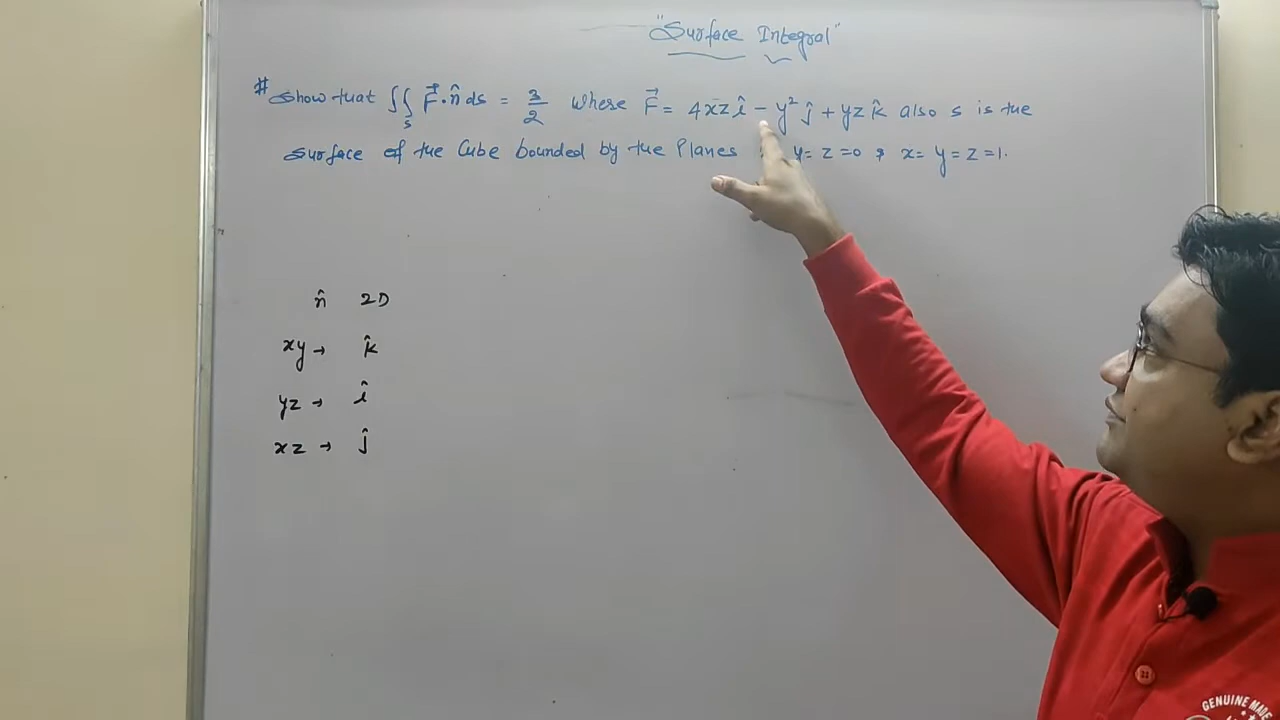 "Surface Integral"
# Show that ∬ₛ F⃗·n̂ ds = 3/2 where F⃗ = 4xz î − y² ĵ + yz k̂ also s is the
surface of the Cube bounded by the Planes y= z =0 & x= y = z =1.
n̂ 2D
xy → k̂
yz → î
xz → ĵ
GENUINE MADE